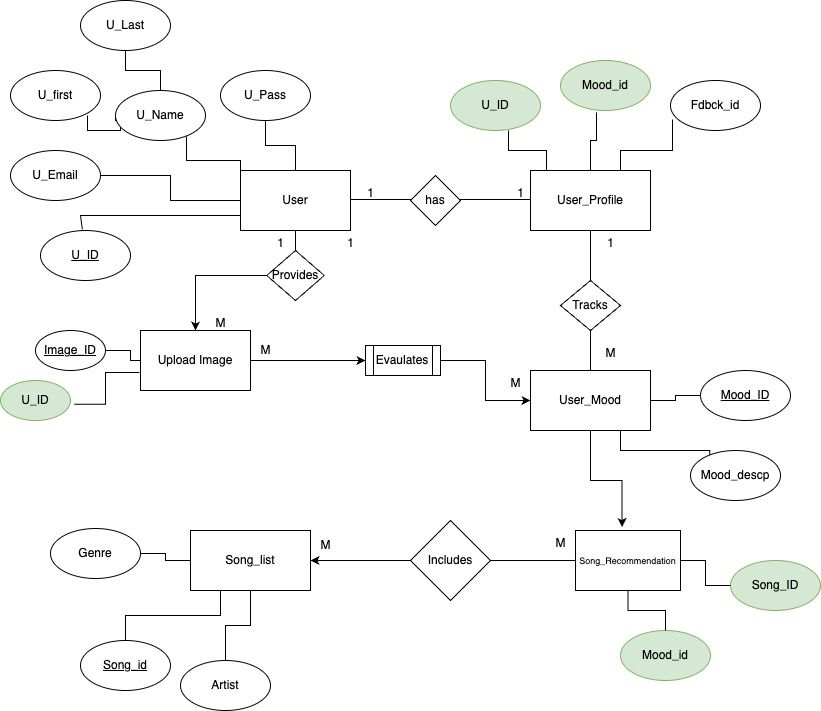 U_Last
U_first
U_Name
U_Pass
U_ID
Mood_id
Fdbck_id
U_Email
User
1
has
1
User_Profile
U_ID
1
1
1
Provides
Tracks
M
Image_ID
Upload Image
M
Evaulates
M
U_ID
M
User_Mood
Mood_ID
Mood_descp
Genre
Song_list
M
Includes
M
Song_Recommendation
Song_ID
Song_id
Artist
Mood_id